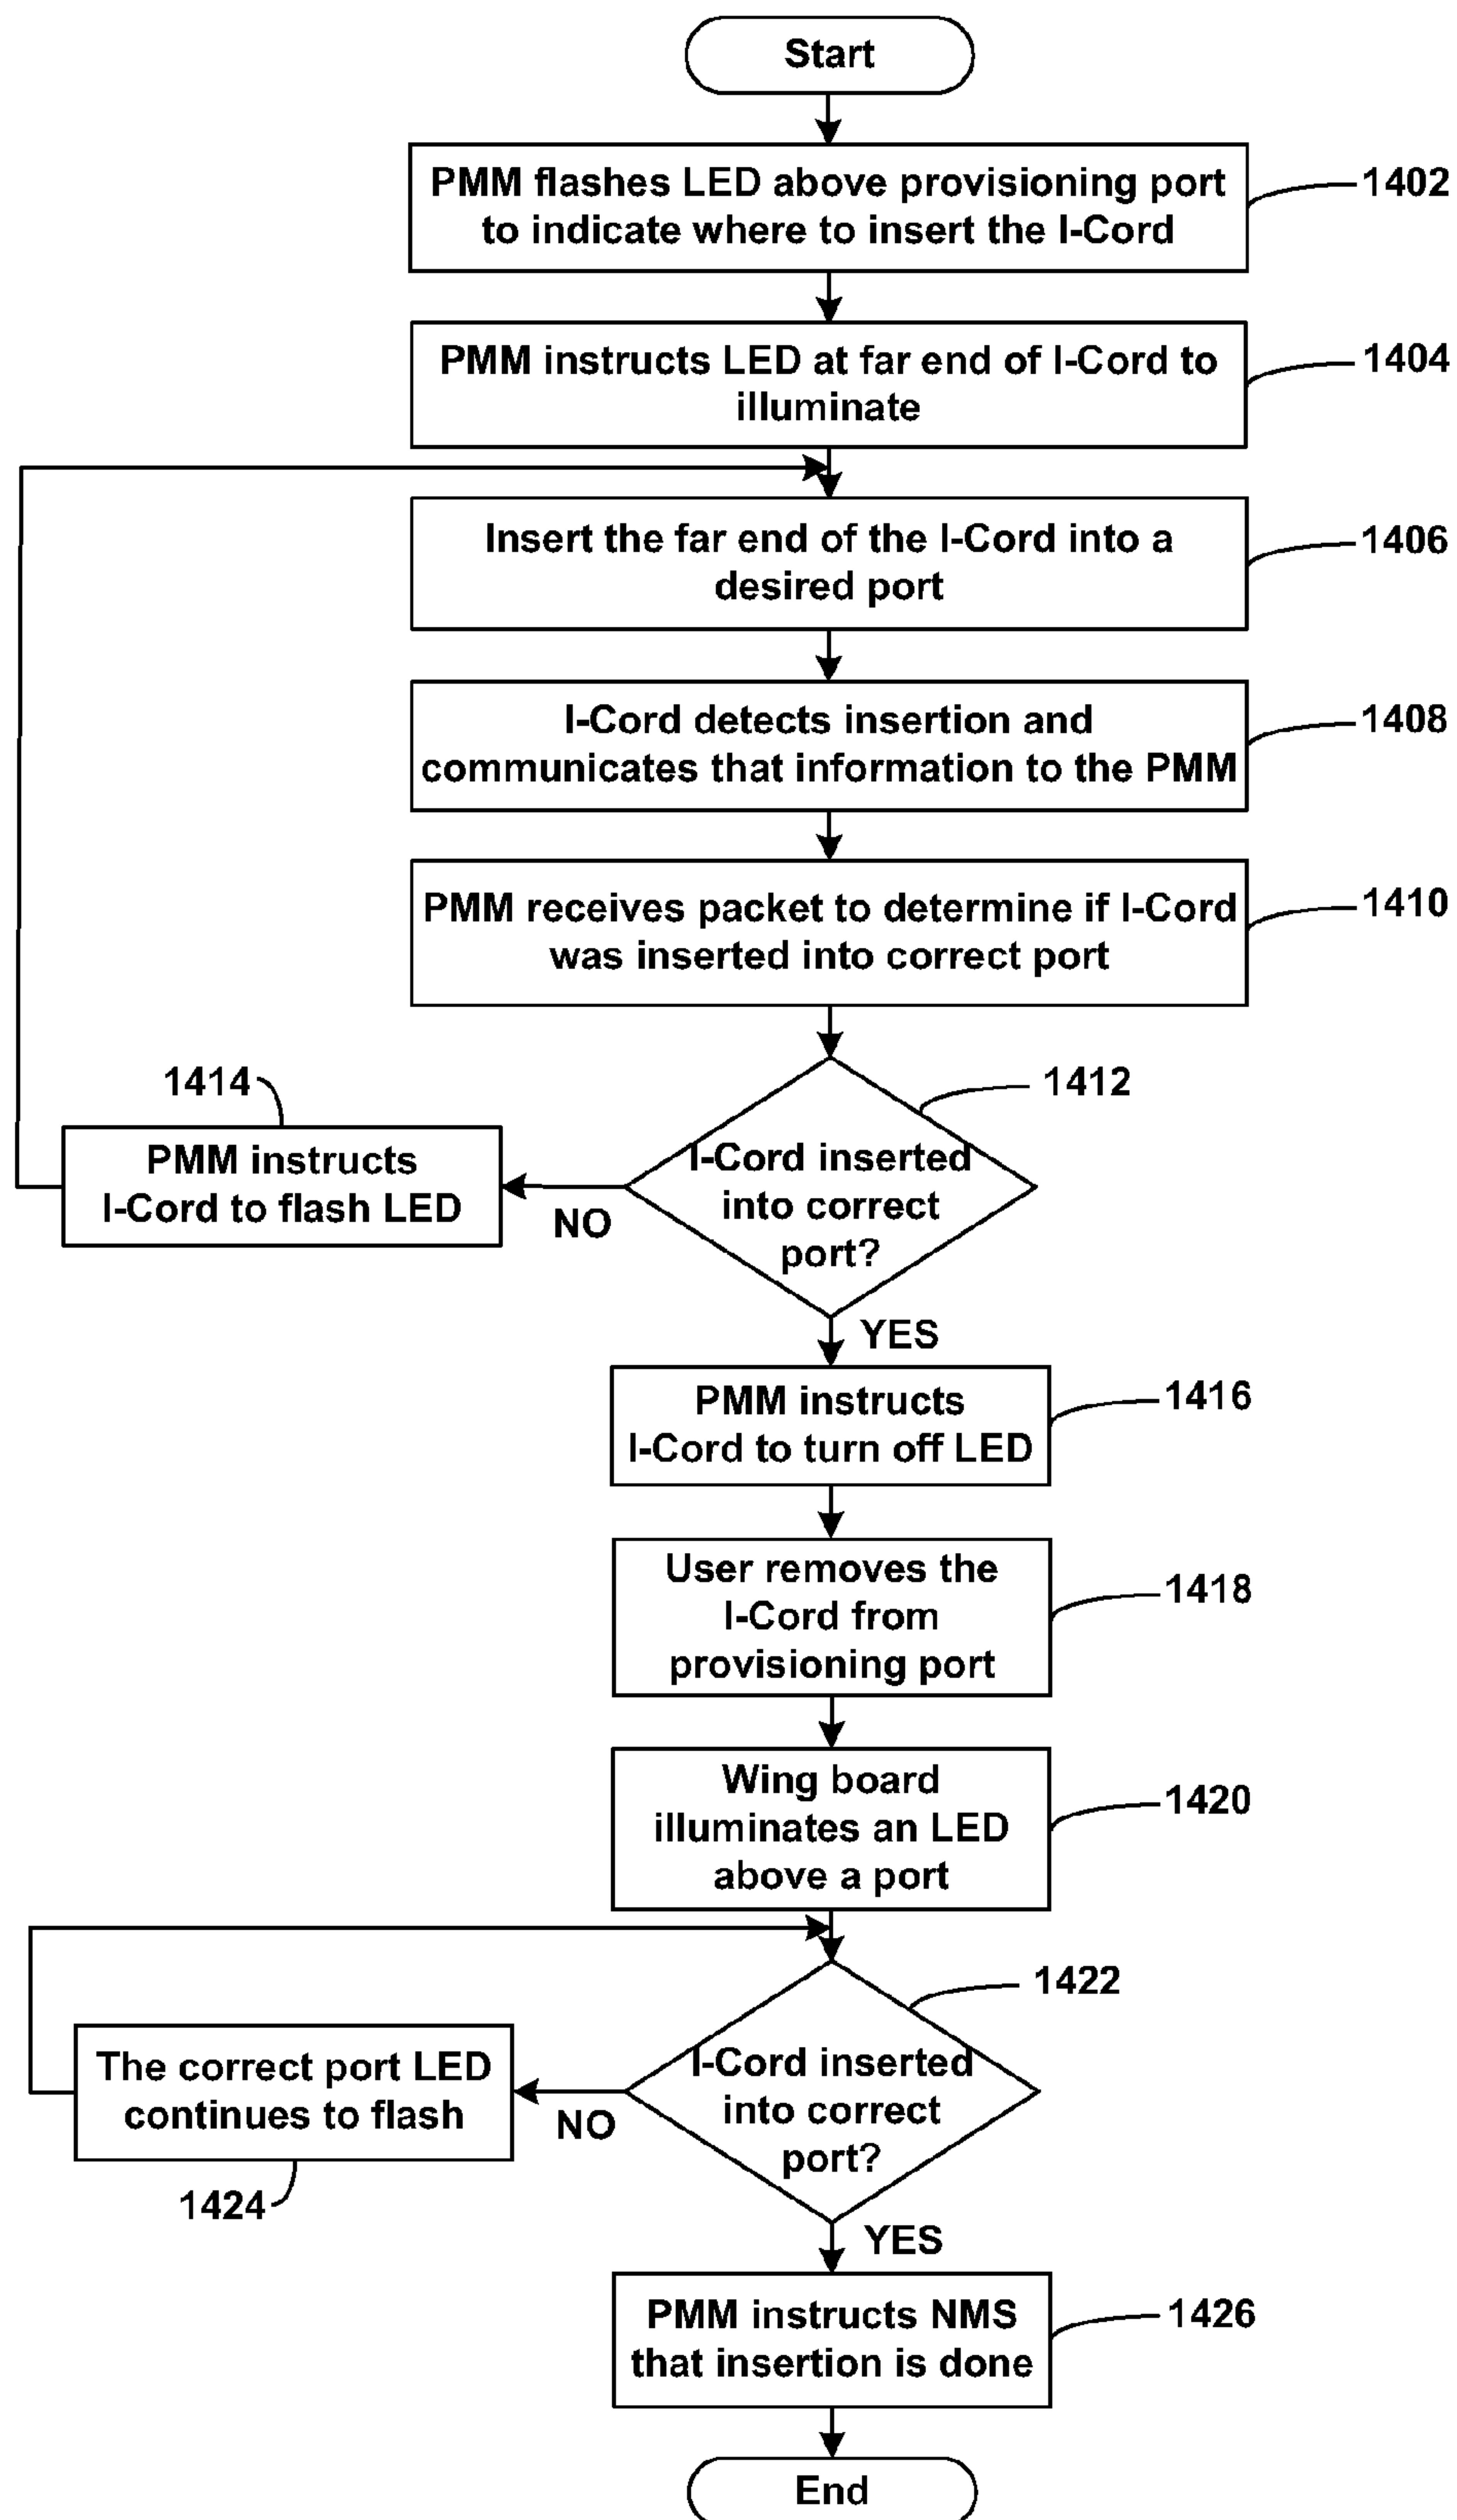 Start
PMM flashes LED above provisioning port
to indicate where to insert the I-Cord
1402
PMM instructs LED at far end of I-Cord to
illuminate
1404
Insert the far end of the I-Cord into a
desired port
1406
I-Cord detects insertion and
communicates that information to the PMM
1408
PMM receives packet to determine if I-Cord
was inserted into correct port
1410
I-Cord inserted
into correct
port?
1412
NO
1414
PMM instructs
I-Cord to flash LED
YES
PMM instructs
I-Cord to turn off LED
1416
User removes the
I-Cord from
provisioning port
1418
Wing board
illuminates an LED
above a port
1420
I-Cord inserted
into correct
port?
1422
NO
The correct port LED
continues to flash
1424
YES
PMM instructs NMS
that insertion is done
1426
End